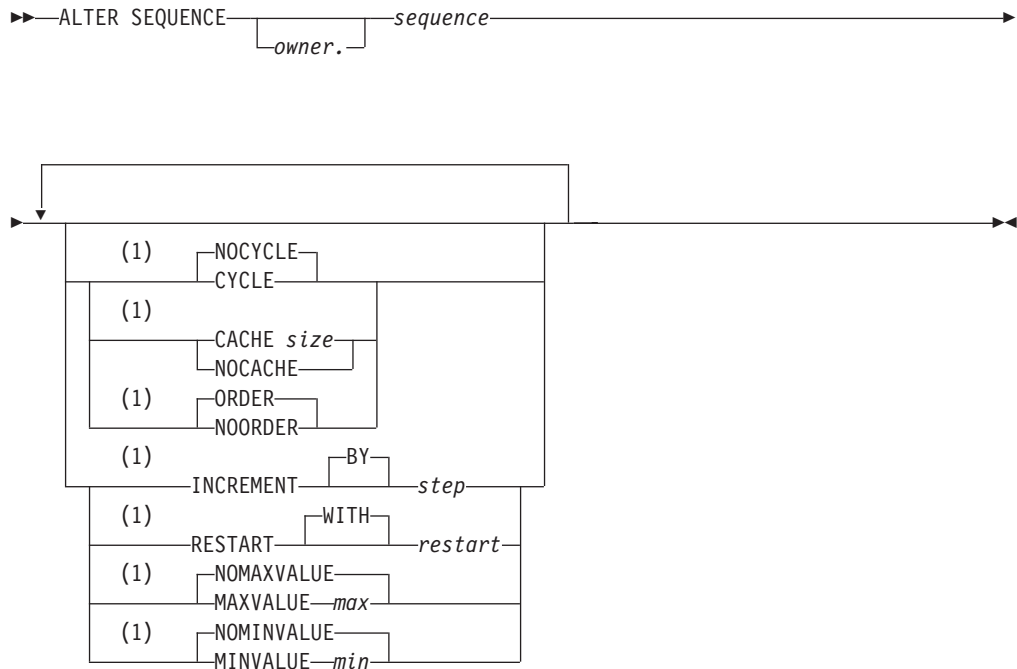 ALTER SEQUENCE sequence
owner.
(1) NOCYCLE
CYCLE
(1)
CACHE size
NOCACHE
(1) ORDER
NOORDER
(1) BY
INCREMENT step
(1) WITH
RESTART restart
(1) NOMAXVALUE
MAXVALUE max
(1) NOMINVALUE
MINVALUE min